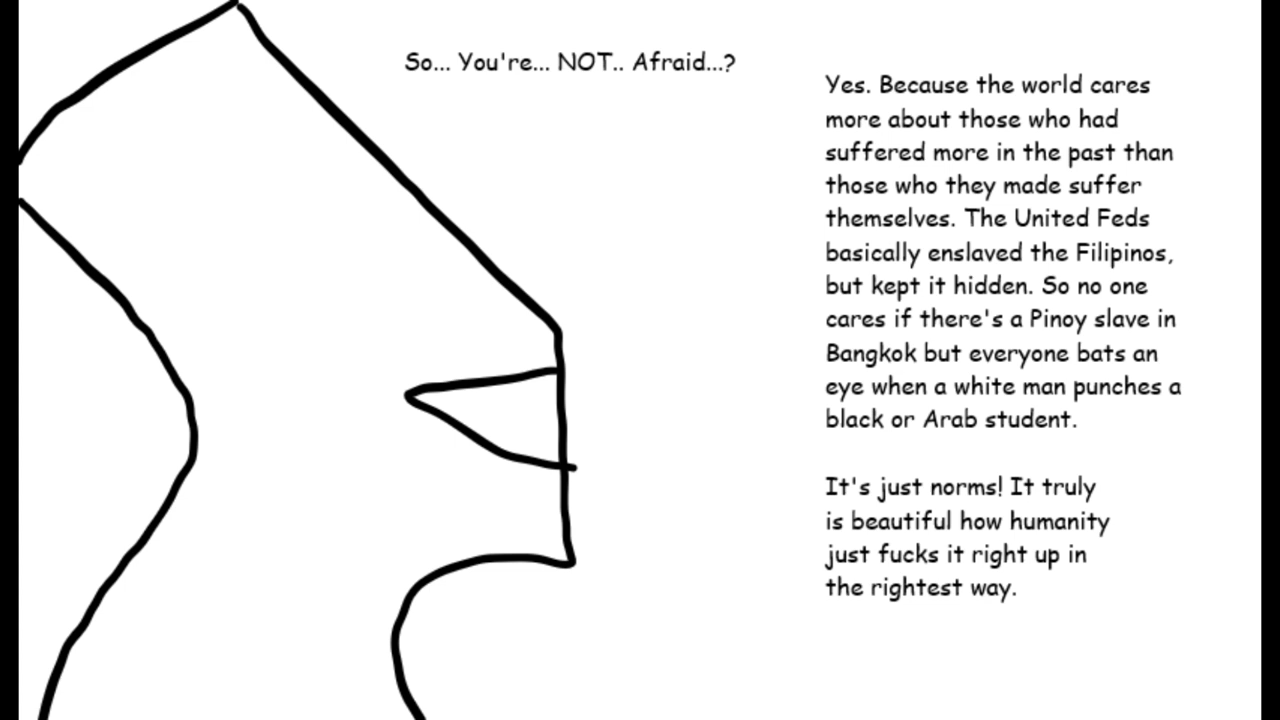 So... You're... NOT.. Afraid...?
Yes. Because the world cares
more about those who had
suffered more in the past than
those who they made suffer
themselves. The United Feds
basically enslaved the Filipinos,
but kept it hidden. So no one
cares if there's a Pinoy slave in
Bangkok but everyone bats an
eye when a white man punches a
black or Arab student.
It's just norms! It truly
is beautiful how humanity
just fucks it right up in
the rightest way.